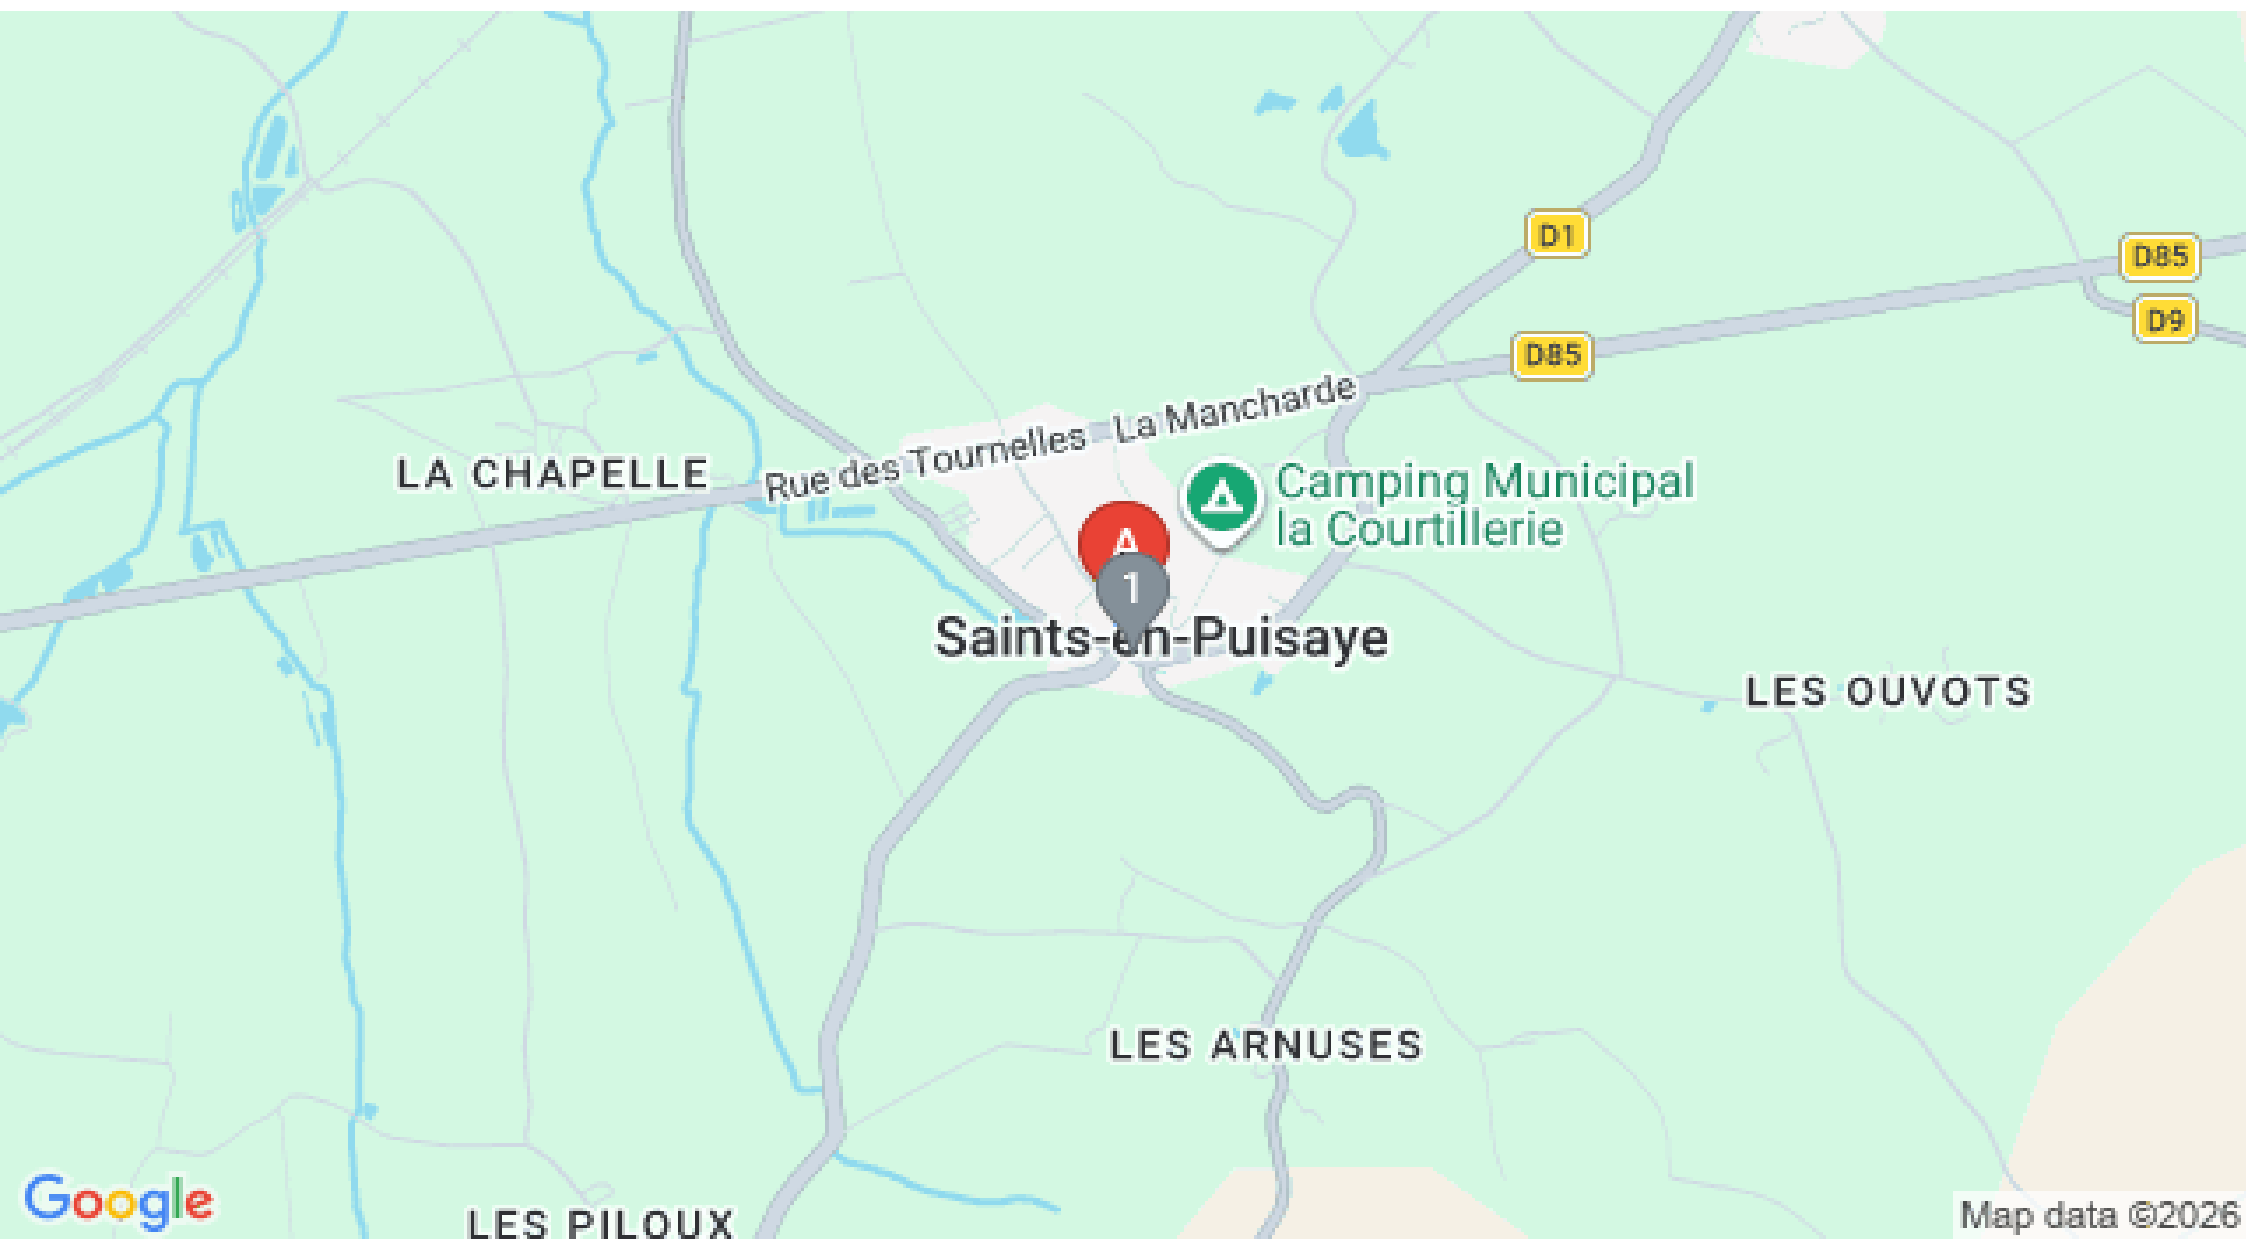 D1
D85
D9
D85
La Mancharde
Rue des Tournelles
LA CHAPELLE
Camping Municipal
la Courtillerie
A
1
Saints-en-Puisaye
LES OUVOTS
LES ARNUSES
LES PILOUX
Google
Map data ©2026